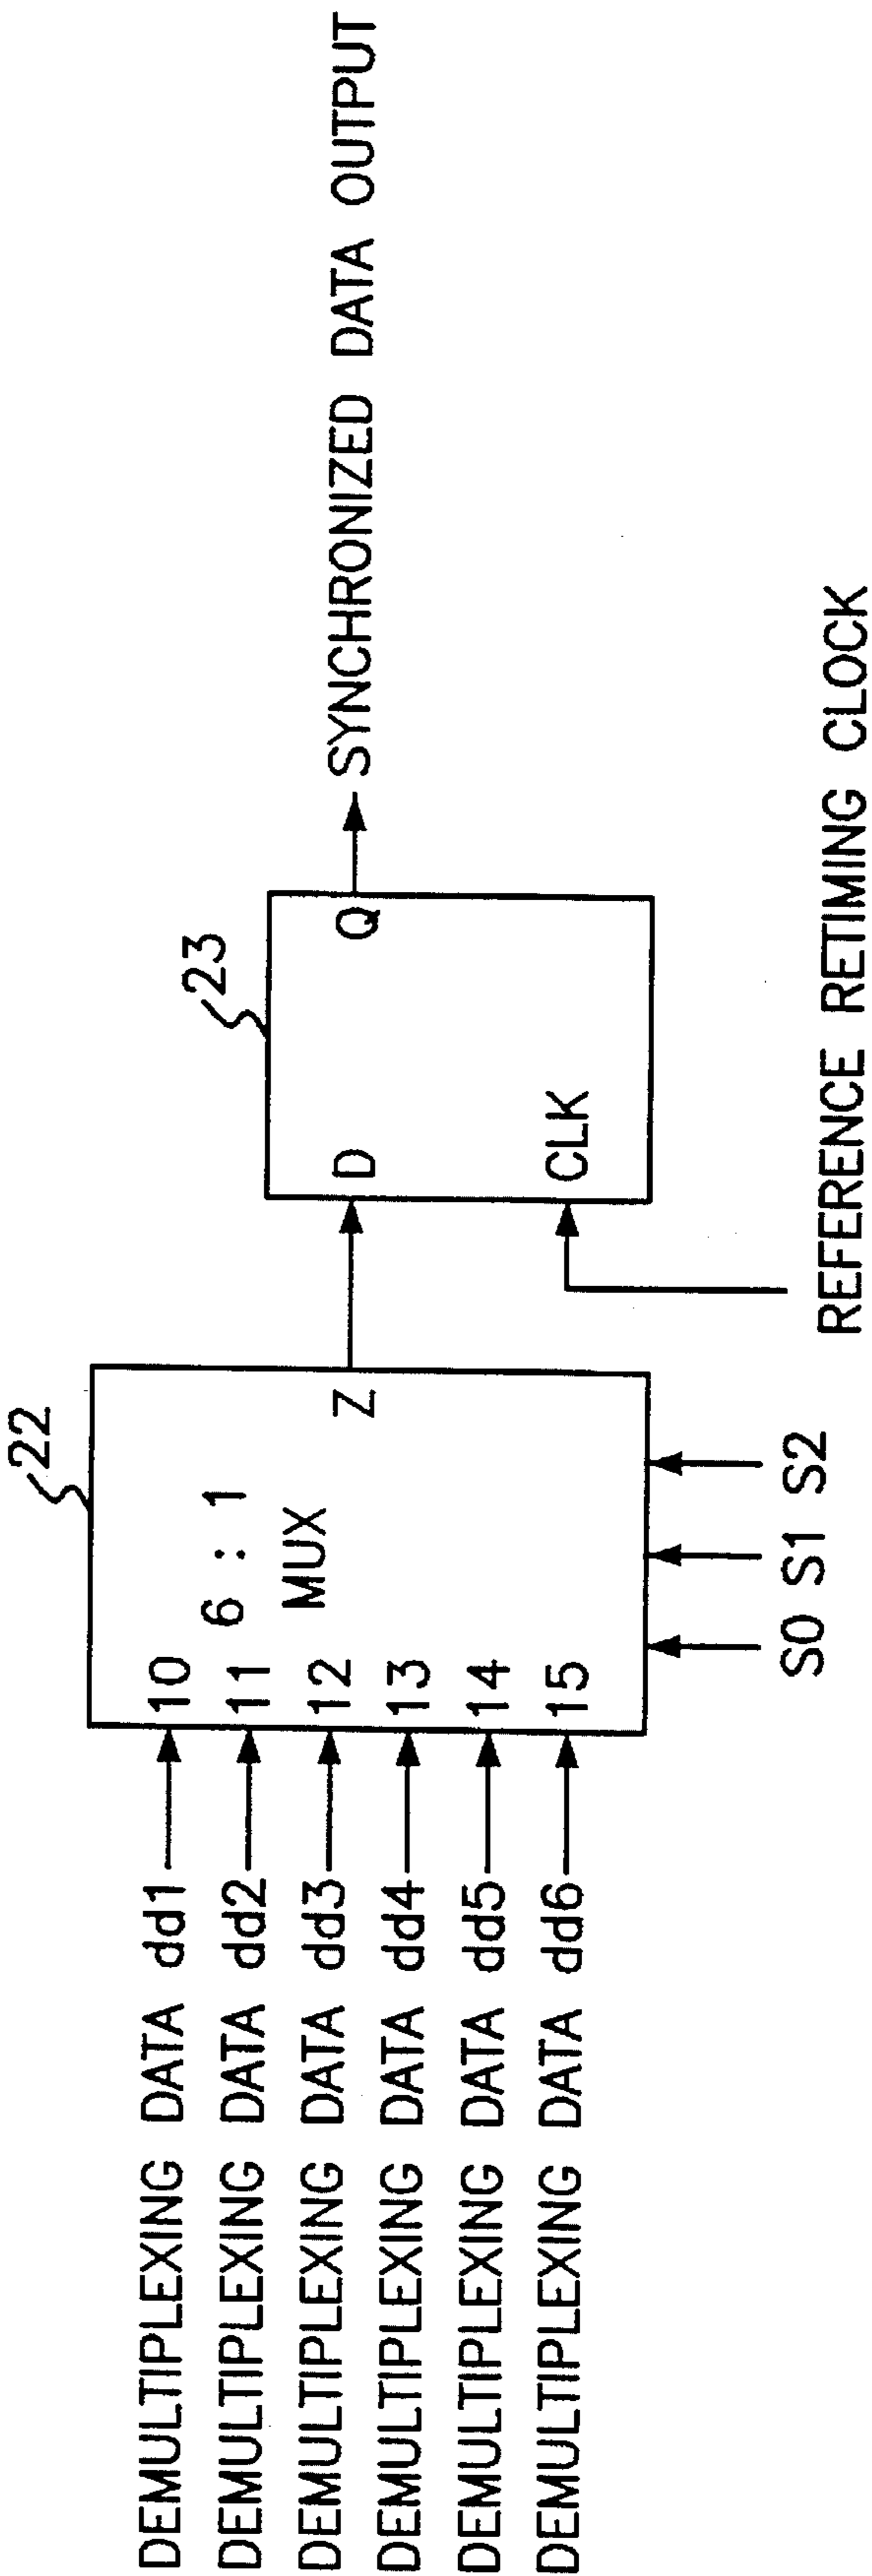 DEMULTIPLEXING DATA dd1
DEMULTIPLEXING DATA dd2
DEMULTIPLEXING DATA dd3
DEMULTIPLEXING DATA dd4
DEMULTIPLEXING DATA dd5
DEMULTIPLEXING DATA dd6
22
10
11
12
13
14
15
6 : 1
MUX
Z
S0 S1 S2
23
D
Q
CLK
REFERENCE RETIMING CLOCK
SYNCHRONIZED DATA OUTPUT